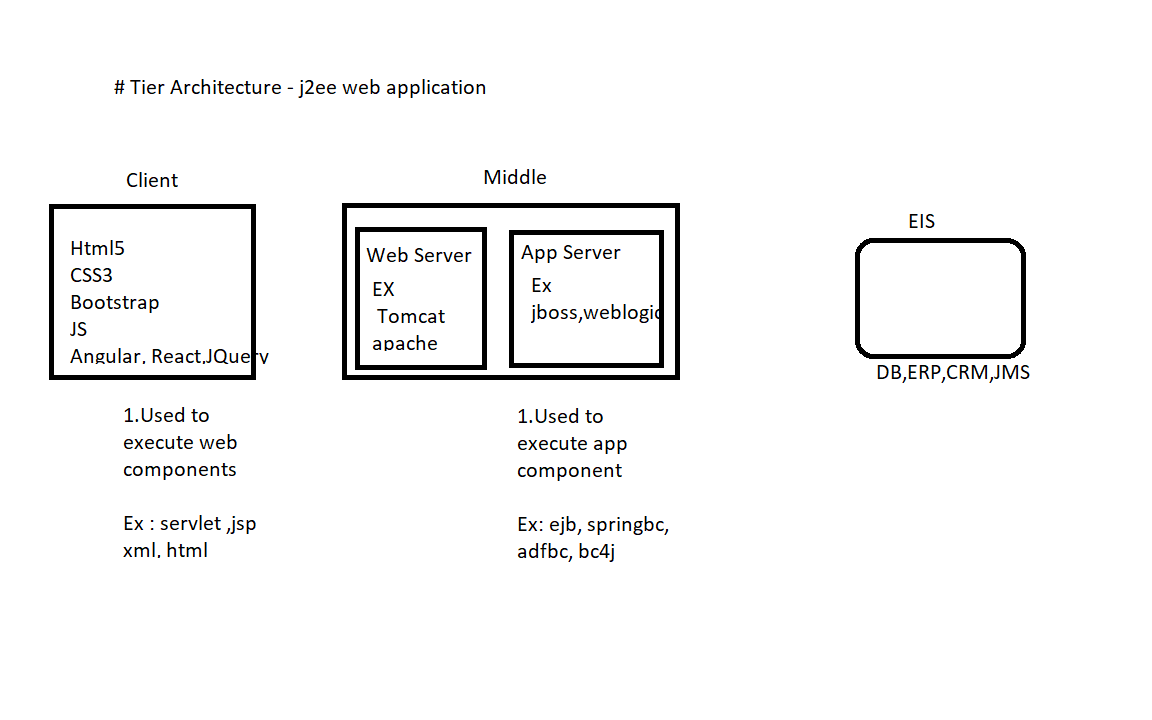 # Tier Architecture - j2ee web application
Client
Html5
CSS3
Bootstrap
JS
Angular, React,JQuery
Middle
Web Server
EX
Tomcat
apache
App Server
Ex
jboss,weblogic
EIS
DB,ERP,CRM,JMS
1.Used to
execute web
components
Ex : servlet ,jsp
xml, html
1.Used to
execute app
component
Ex: ejb, springbc,
adfbc, bc4j